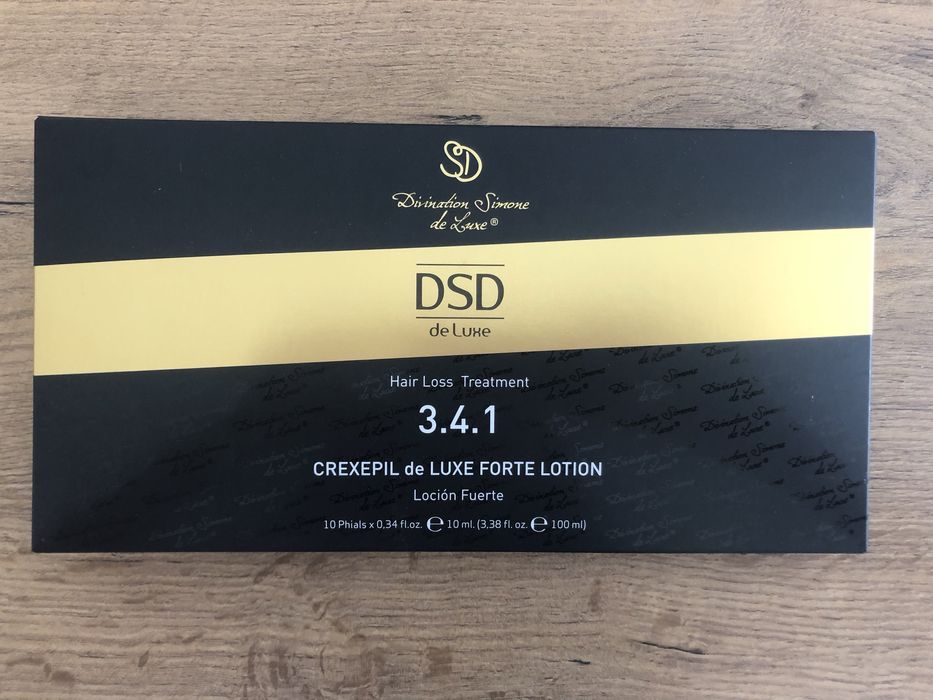 SD
Divination Simone
de Luxe®
DSD
de Luxe
Hair Loss Treatment
3.4.1
CREXEPIL de LUXE FORTE LOTION
Loción Fuerte
10 Phials x 0,34 fl.oz. ℮ 10 ml. (3,38 fl. oz. ℮ 100 ml)